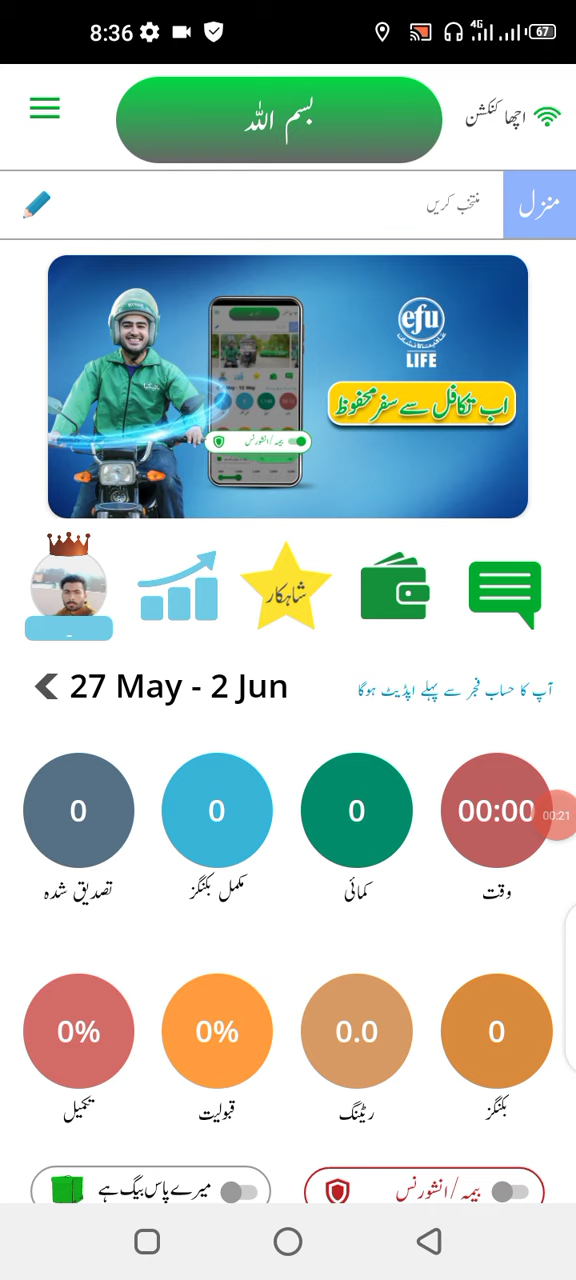 8:36
4G
67
بسم اللہ
اچھا کنکشن
منزل
منتخب کریں
efu
LIFE
اب تکافل سے سفر محفوظ
بیمہ/انشورنس
شاہکار
27 May - 2 Jun
آپ کا حساب فجر سے پہلے اپڈیٹ ہوگا
00:00
0
0
0
00:21
وقت
کمائی
مکمل بکنگز
تصدیق شدہ
0
0.0
0%
0%
بکنگز
ریٹنگ
قبولیت
تکمیل
بیمہ/انشورنس
میرے پاس بیگ ہے